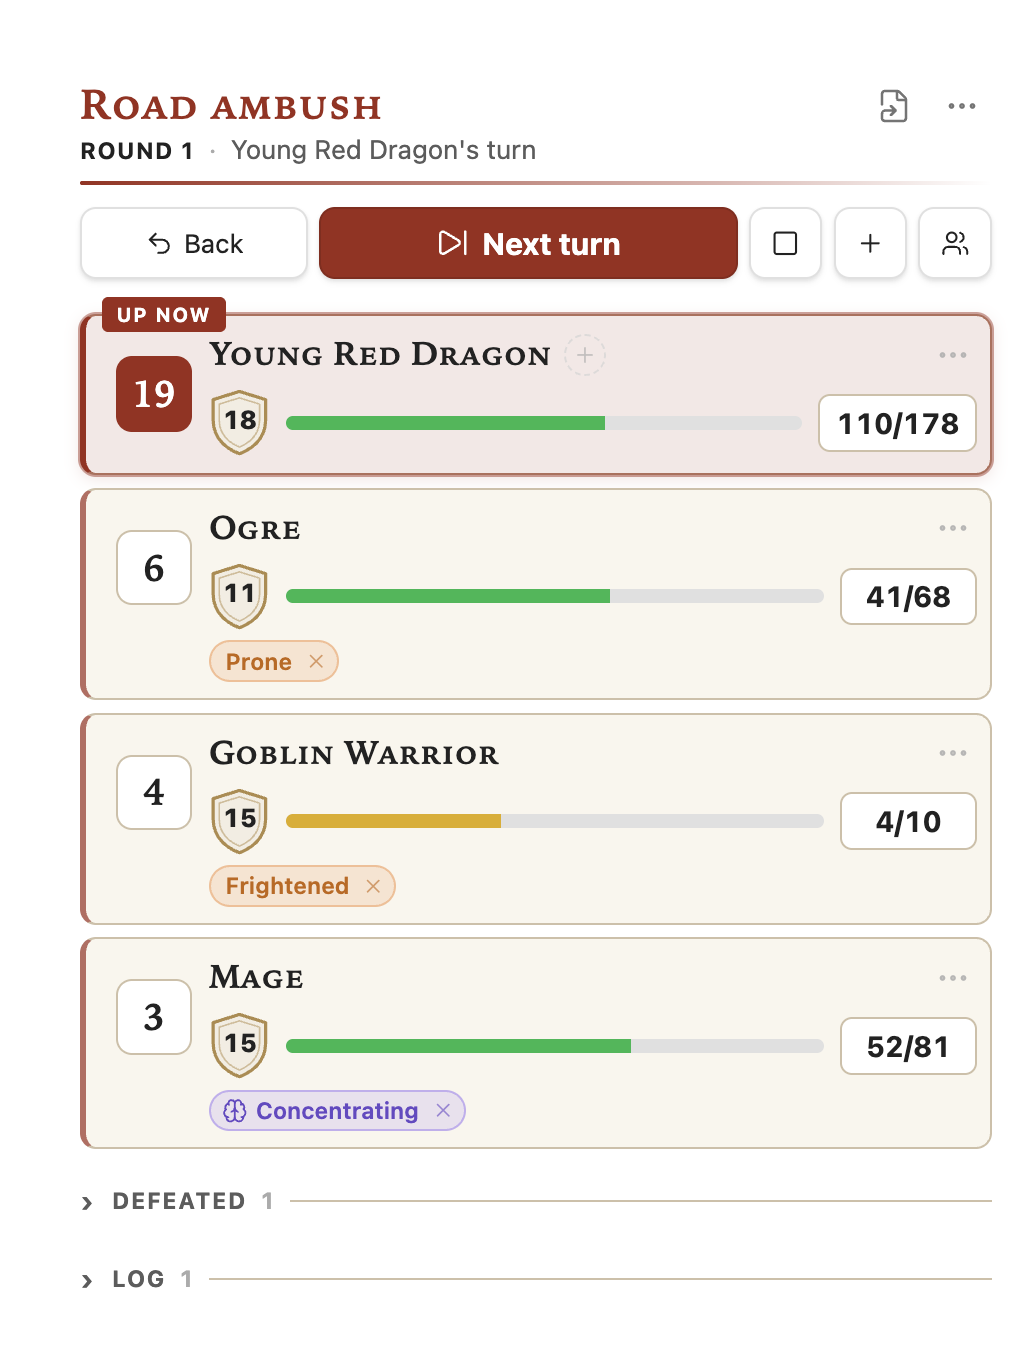 Road ambush
ROUND 1 · Young Red Dragon's turn
Back
Next turn
UP NOW
19
Young Red Dragon
18
110/178
6
Ogre
11
41/68
Prone
4
Goblin Warrior
15
4/10
Frightened
3
Mage
15
52/81
Concentrating
DEFEATED 1
LOG 1